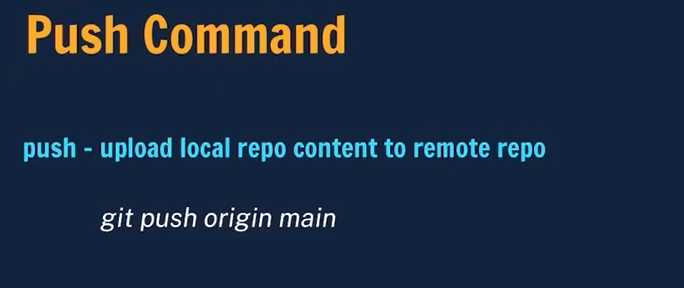 Push Command
push - upload local repo content to remote repo
git push origin main